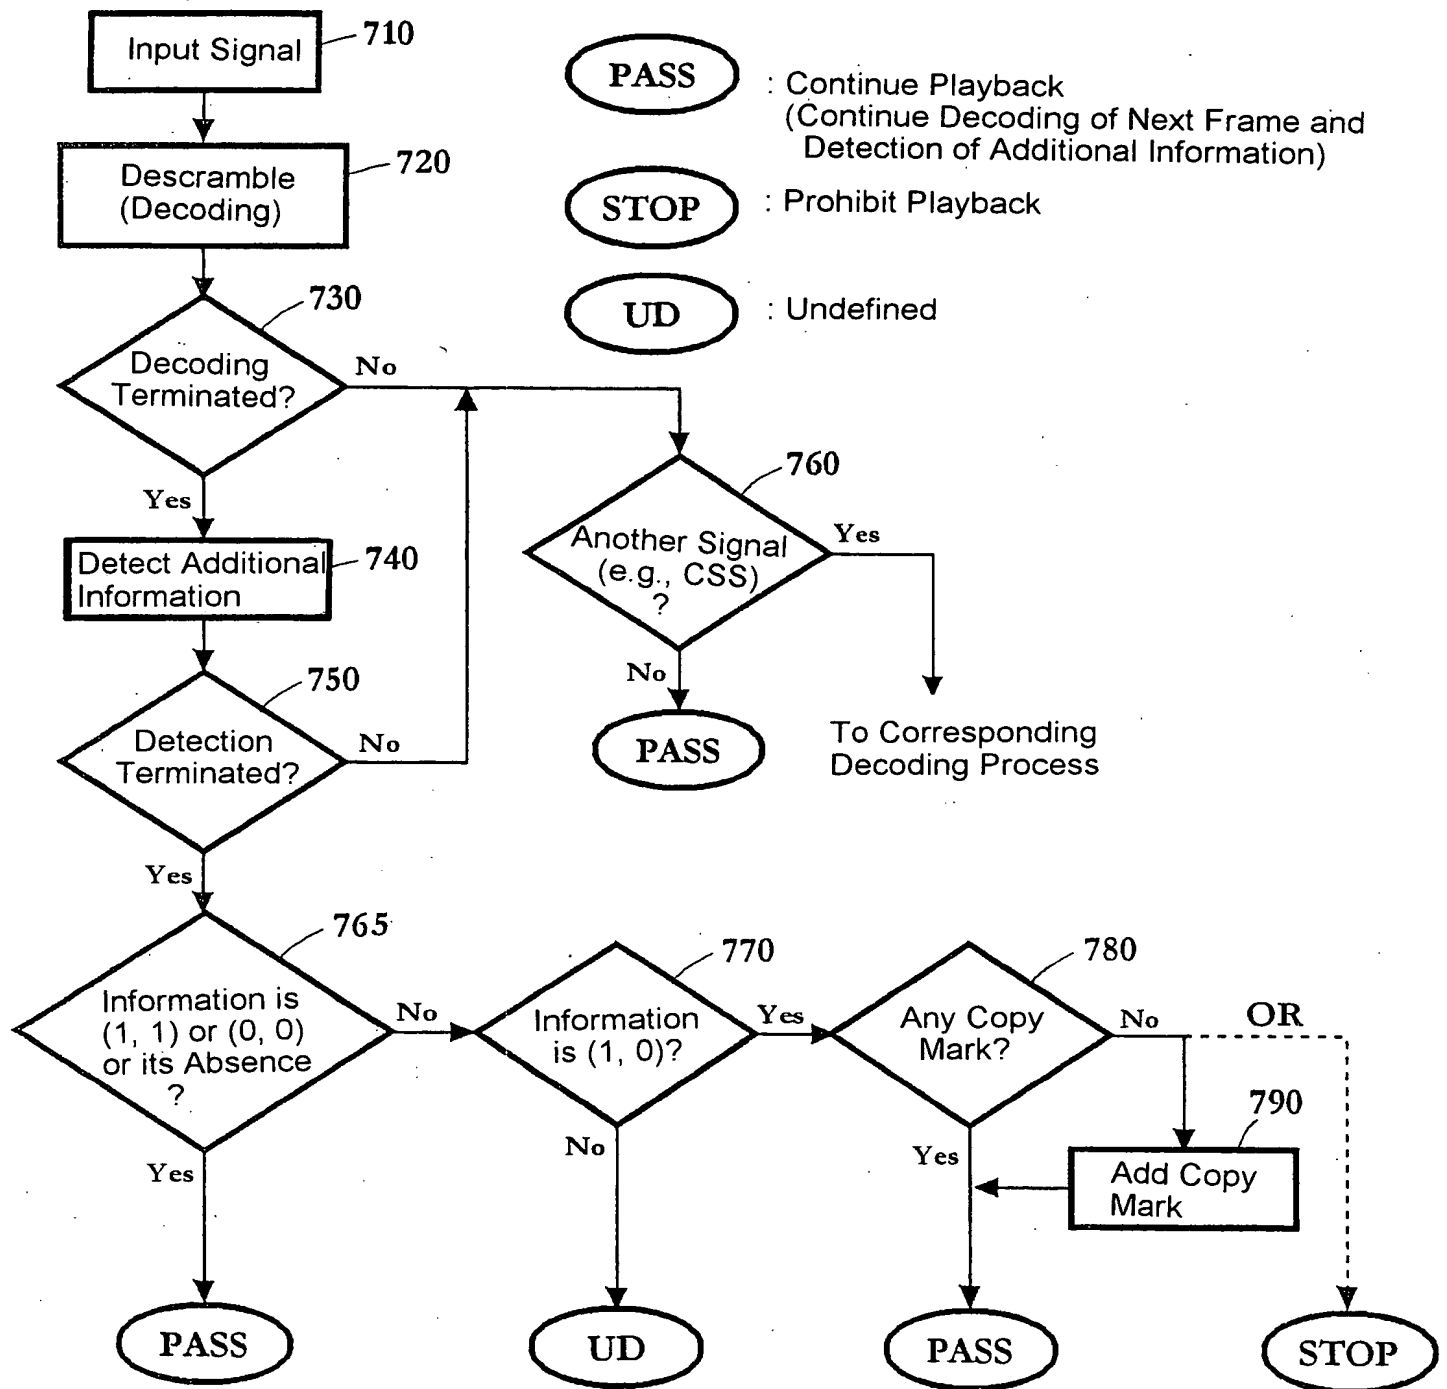 Input Signal
710
PASS
: Continue Playback
(Continue Decoding of Next Frame and
Detection of Additional Information)
Descramble
(Decoding)
720
STOP
: Prohibit Playback
UD
: Undefined
730
Decoding
Terminated?
No
Yes
760
Another Signal
(e.g., CSS)
?
Yes
No
PASS
To Corresponding
Decoding Process
Detect Additional
Information
740
750
Detection
Terminated?
No
Yes
765
Information is
(1, 1) or (0, 0)
or its Absence
?
No
Yes
PASS
770
Information
is (1, 0)?
Yes
No
UD
780
Any Copy
Mark?
No
OR
Yes
790
Add Copy
Mark
PASS
STOP